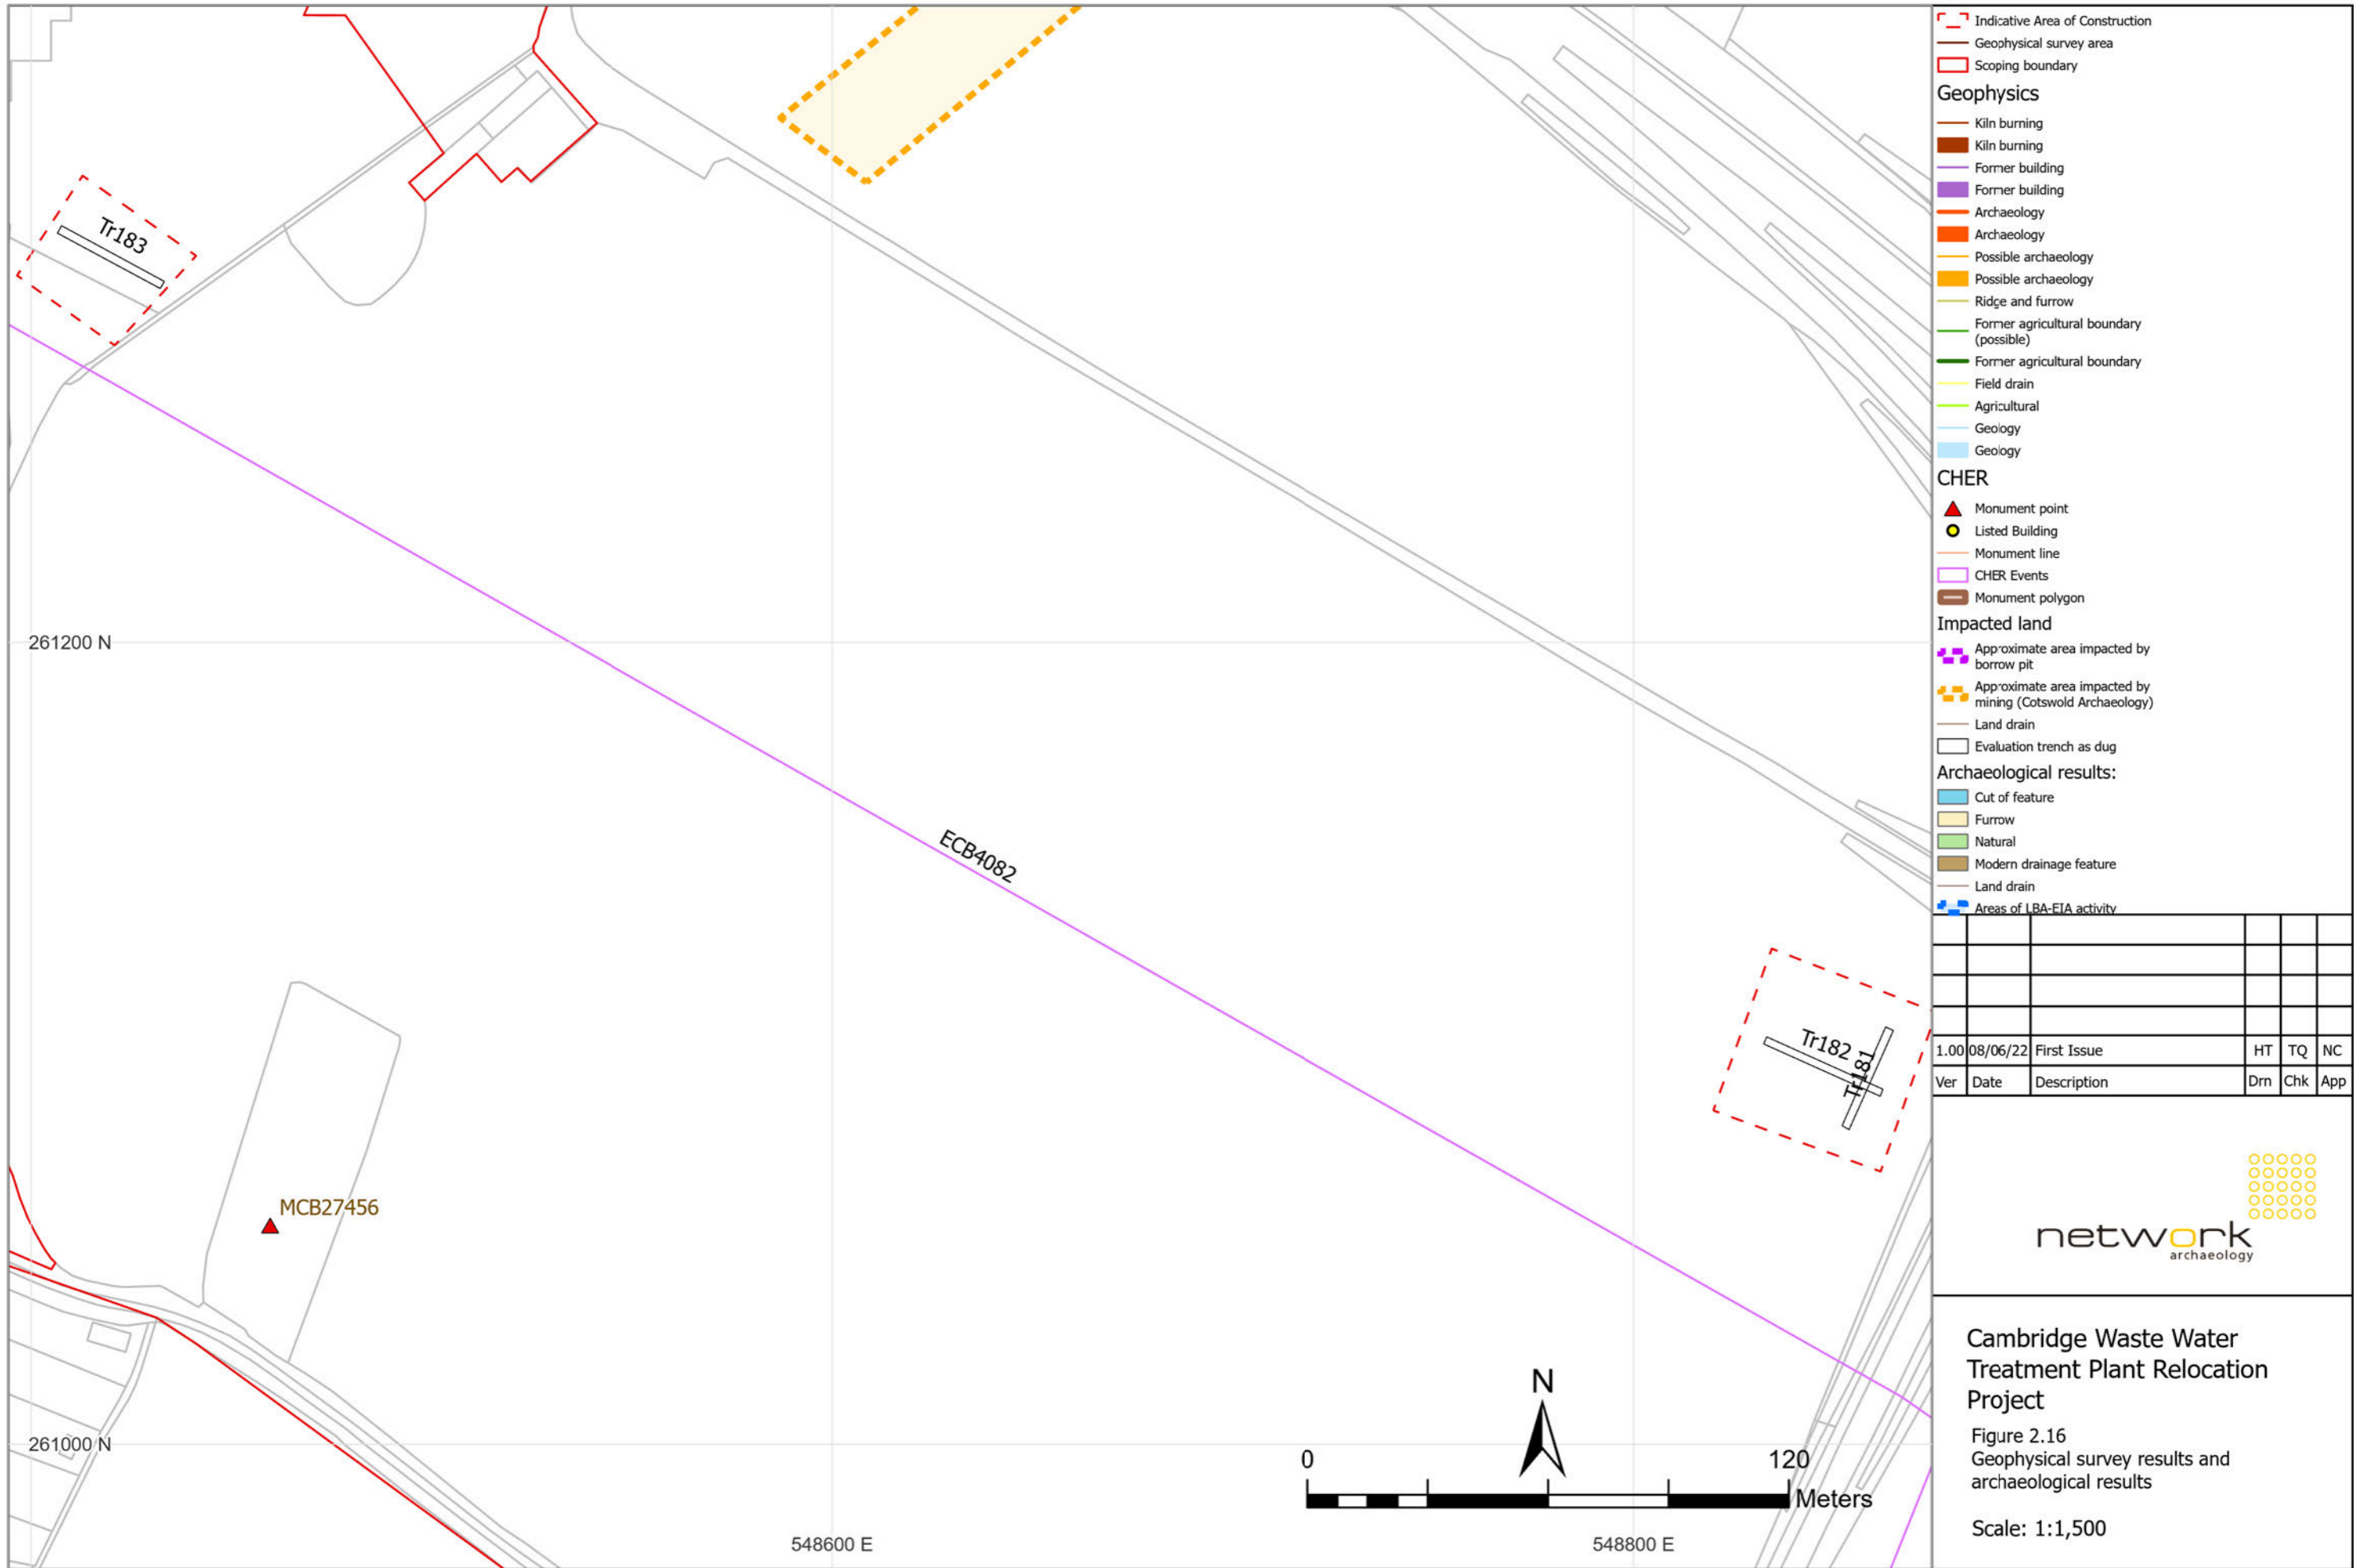 Tr183
261200 N
ECB4082
Tr182
Tr181
MCB27456
261000 N
548600 E
548800 E
N
0 120
Meters
Indicative Area of Construction
Geophysical survey area
Scoping boundary
Geophysics
Kiln burning
Kiln burning
Former building
Former building
Archaeology
Archaeology
Possible archaeology
Possible archaeology
Ridge and furrow
Former agricultural boundary
(possible)
Former agricultural boundary
Field drain
Agricultural
Geology
Geology
CHER
Monument point
Listed Building
Monument line
CHER Events
Monument polygon
Impacted land
Approximate area impacted by
borrow pit
Approximate area impacted by
mining (Cotswold Archaeology)
Land drain
Evaluation trench as dug
Archaeological results:
Cut of feature
Furrow
Natural
Modern drainage feature
Land drain
Areas of LBA-EIA activity
1.00 08/06/22 First Issue HT TQ NC
Ver Date Description Drn Chk App
network
archaeology
Cambridge Waste Water
Treatment Plant Relocation
Project
Figure 2.16
Geophysical survey results and
archaeological results
Scale: 1:1,500